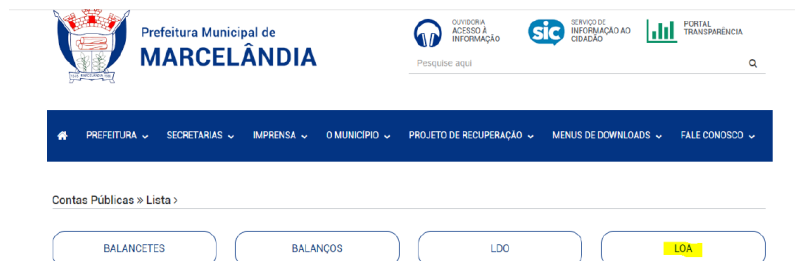 Prefeitura Municipal de
MARCELÂNDIA
OUVIDORIA
ACESSO À
INFORMAÇÃO
sic
SERVIÇO DE
INFORMAÇÃO AO
CIDADÃO
PORTAL
TRANSPARÊNCIA
Pesquise aqui
PREFEITURA SECRETARIAS IMPRENSA O MUNICÍPIO PROJETO DE RECUPERAÇÃO MENUS DE DOWNLOADS FALE CONOSCO
Contas Públicas » Lista >
BALANCETES BALANÇOS LDO LOA